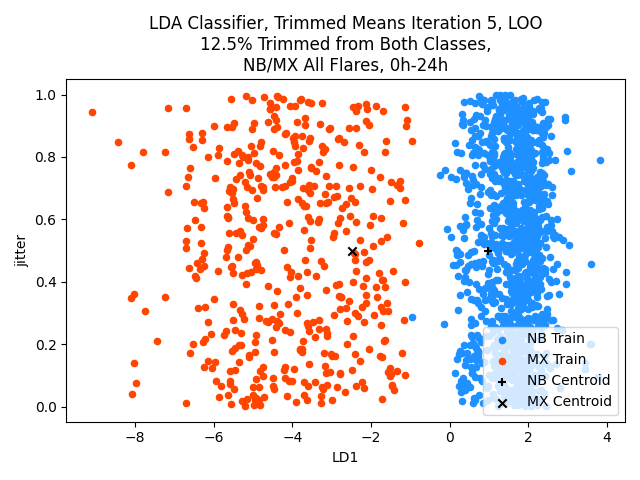 LDA Classifier, Trimmed Means Iteration 5, LOO
12.5% Trimmed from Both Classes,
NB/MX All Flares, 0h-24h
jitter
1.0
0.8
0.6
0.4
0.2
0.0
NB Train
MX Train
NB Centroid
MX Centroid
−8 −6 −4 −2 0 2 4
LD1